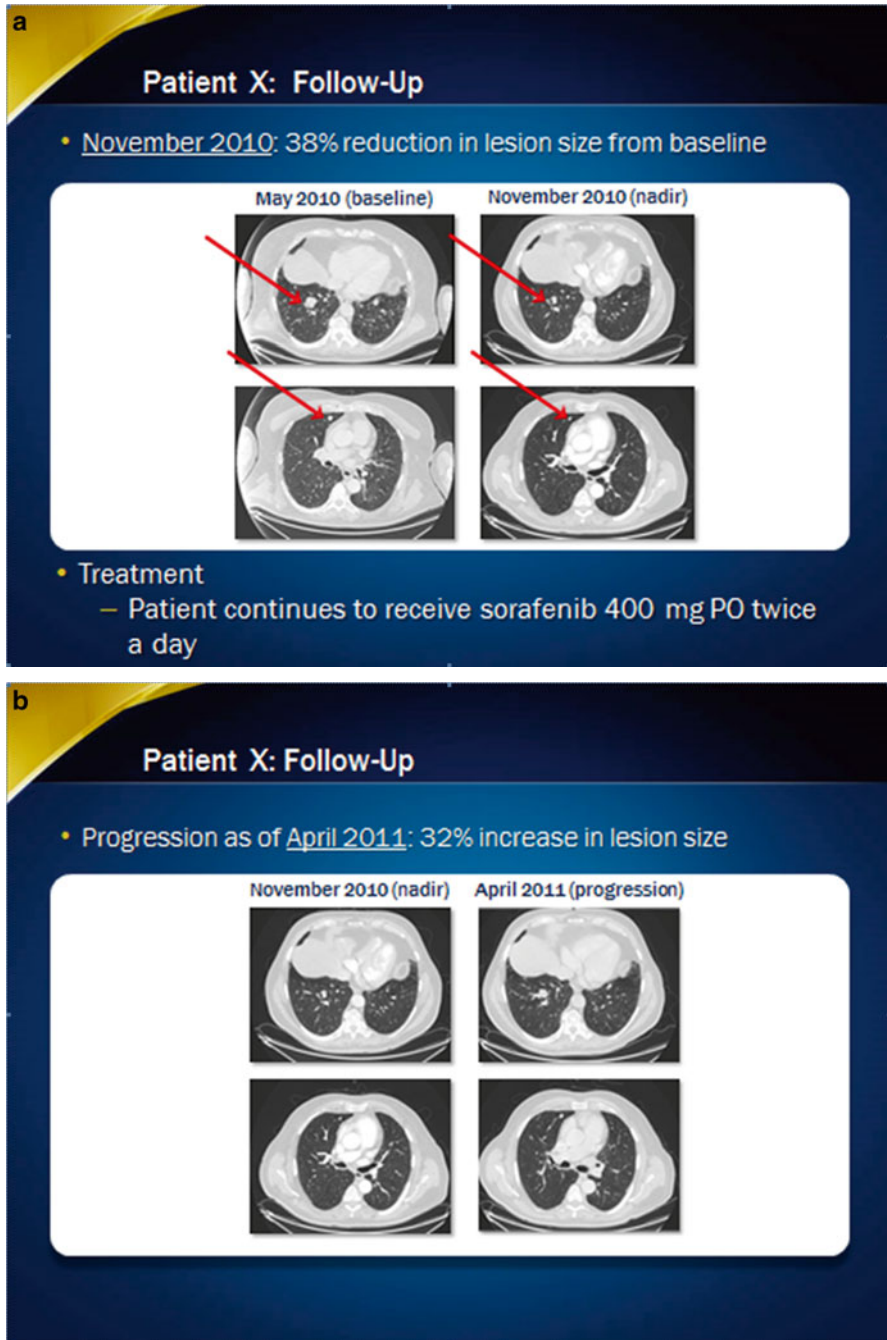 a
Patient X: Follow-Up
• November 2010: 38% reduction in lesion size from baseline
May 2010 (baseline)
November 2010 (nadir)
• Treatment
– Patient continues to receive sorafenib 400 mg PO twice
a day
b
Patient X: Follow-Up
• Progression as of April 2011: 32% increase in lesion size
November 2010 (nadir)
April 2011 (progression)